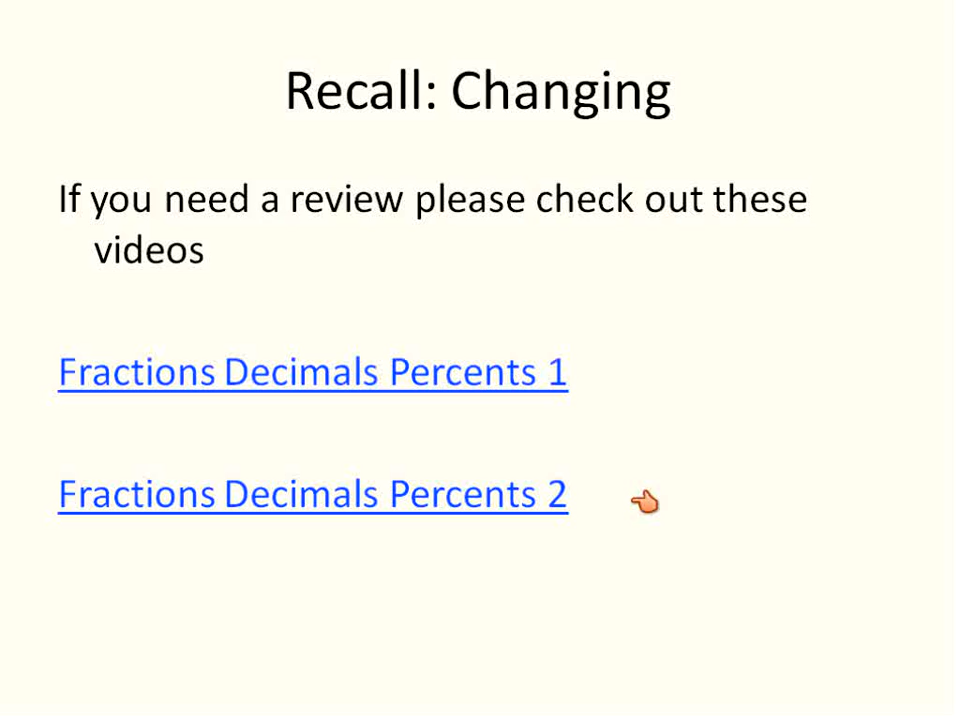 Recall: Changing
If you need a review please check out these
videos
Fractions Decimals Percents 1
Fractions Decimals Percents 2